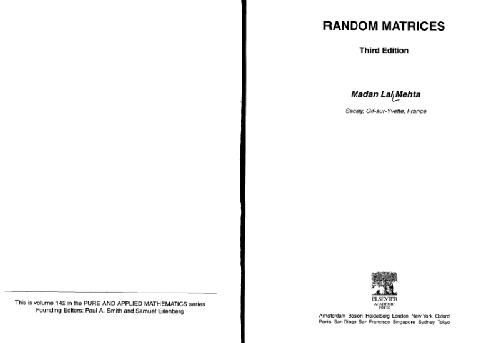 This is volume 142 in the PURE AND APPLIED MATHEMATICS series
Founding Editors: Paul A. Smith and Samuel Eilenberg
RANDOM MATRICES
Third Edition
Madan Lal Mehta
Saclay, Gif-sur-Yvette, France
ELSEVIER
ACADEMIC
PRESS
Amsterdam Boston Heidelberg London New York Oxford
Paris San Diego San Francisco Singapore Sydney Tokyo